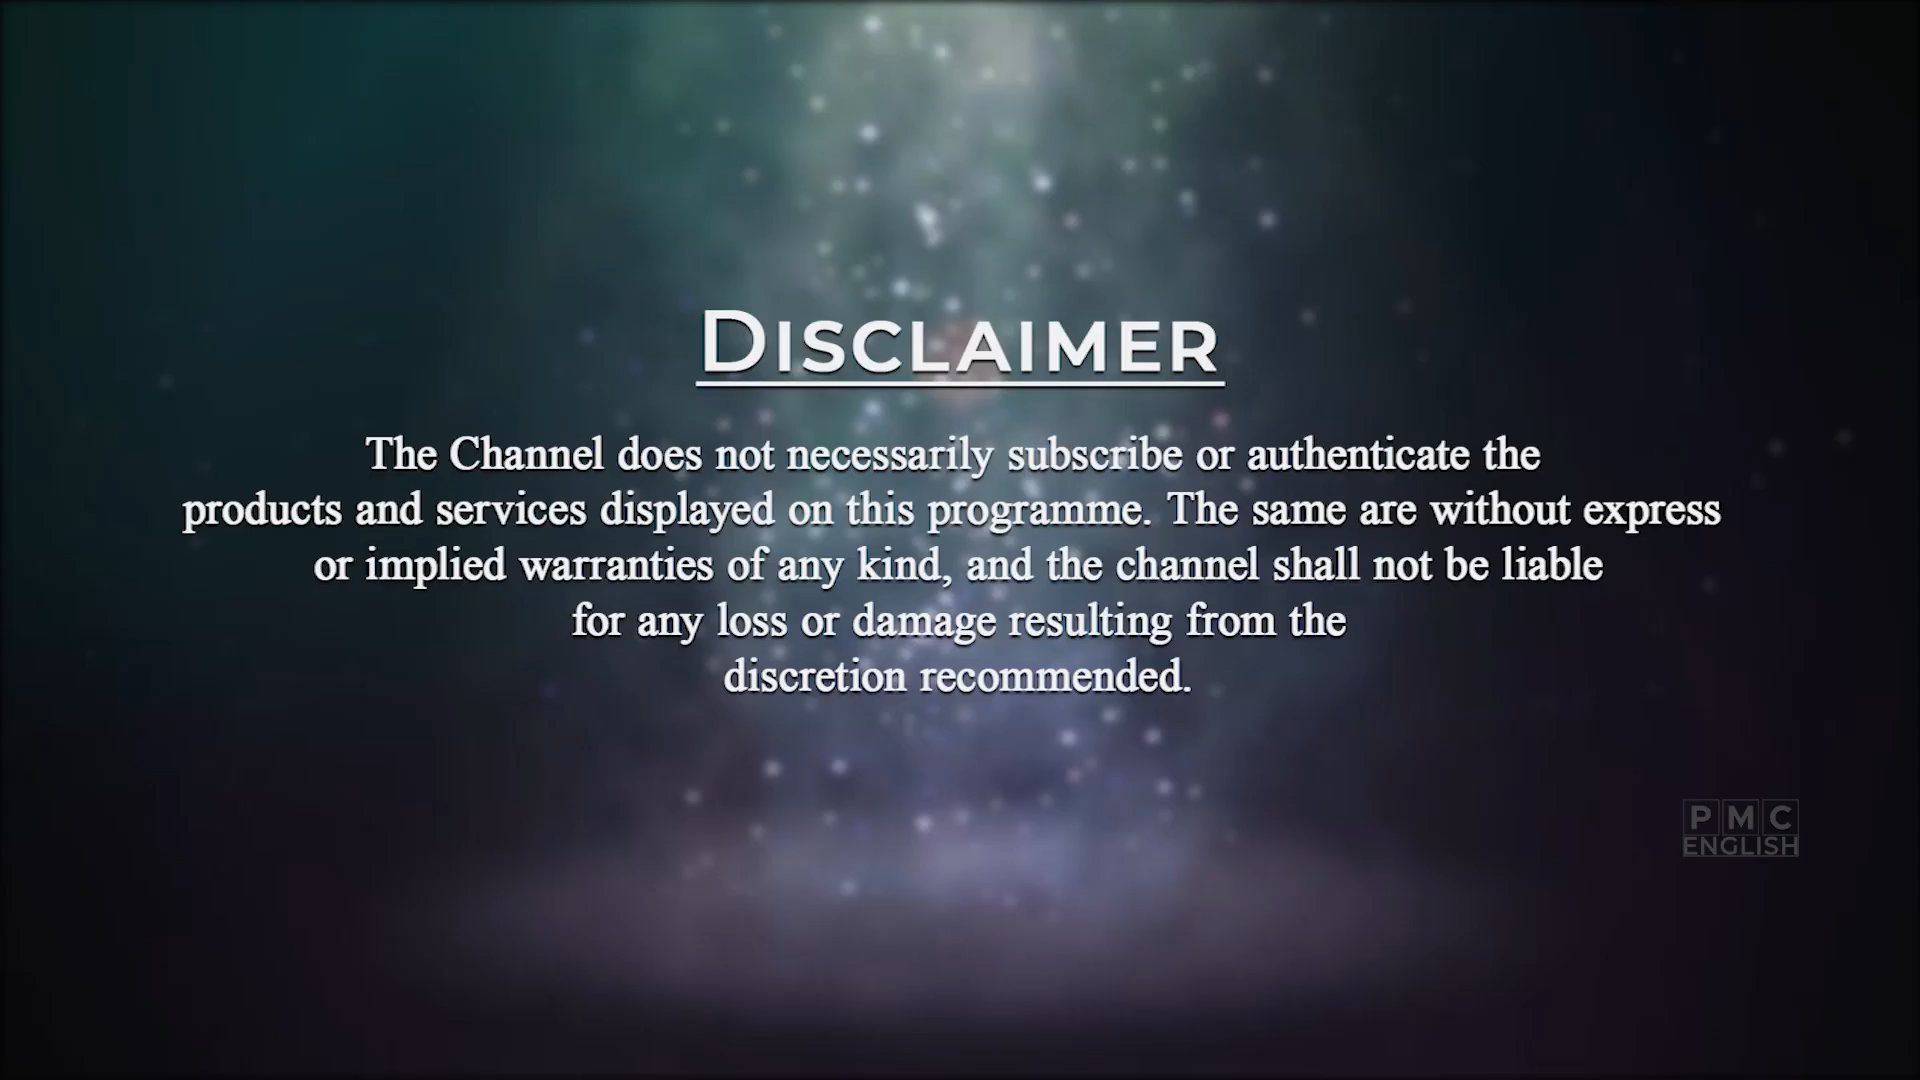 DISCLAIMER
The Channel does not necessarily subscribe or authenticate the
products and services displayed on this programme. The same are without express
or implied warranties of any kind, and the channel shall not be liable
for any loss or damage resulting from the
discretion recommended.
PMC
ENGLISH